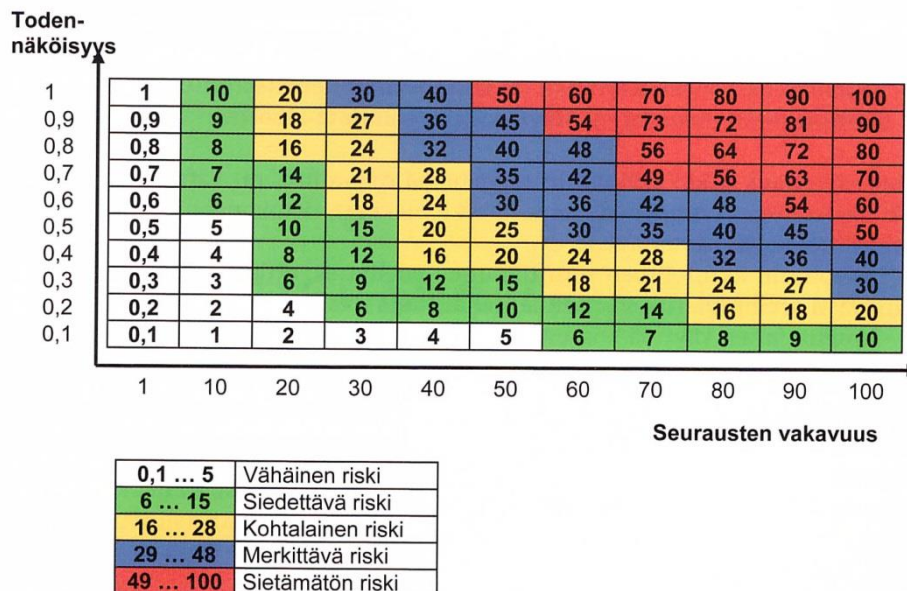 Toden-
näköisyys
1 1 10 20 30 40 50 60 70 80 90 100
0,9 0,9 9 18 27 36 45 54 73 72 81 90
0,8 0,8 8 16 24 32 40 48 56 64 72 80
0,7 0,7 7 14 21 28 35 42 49 56 63 70
0,6 0,6 6 12 18 24 30 36 42 48 54 60
0,5 0,5 5 10 15 20 25 30 35 40 45 50
0,4 0,4 4 8 12 16 20 24 28 32 36 40
0,3 0,3 3 6 9 12 15 18 21 24 27 30
0,2 0,2 2 4 6 8 10 12 14 16 18 20
0,1 0,1 1 2 3 4 5 6 7 8 9 10
1 10 20 30 40 50 60 70 80 90 100
Seurausten vakavuus
0,1 ... 5 Vähäinen riski
6 ... 15 Siedettävä riski
16 ... 28 Kohtalainen riski
29 ... 48 Merkittävä riski
49 ... 100 Sietämätön riski